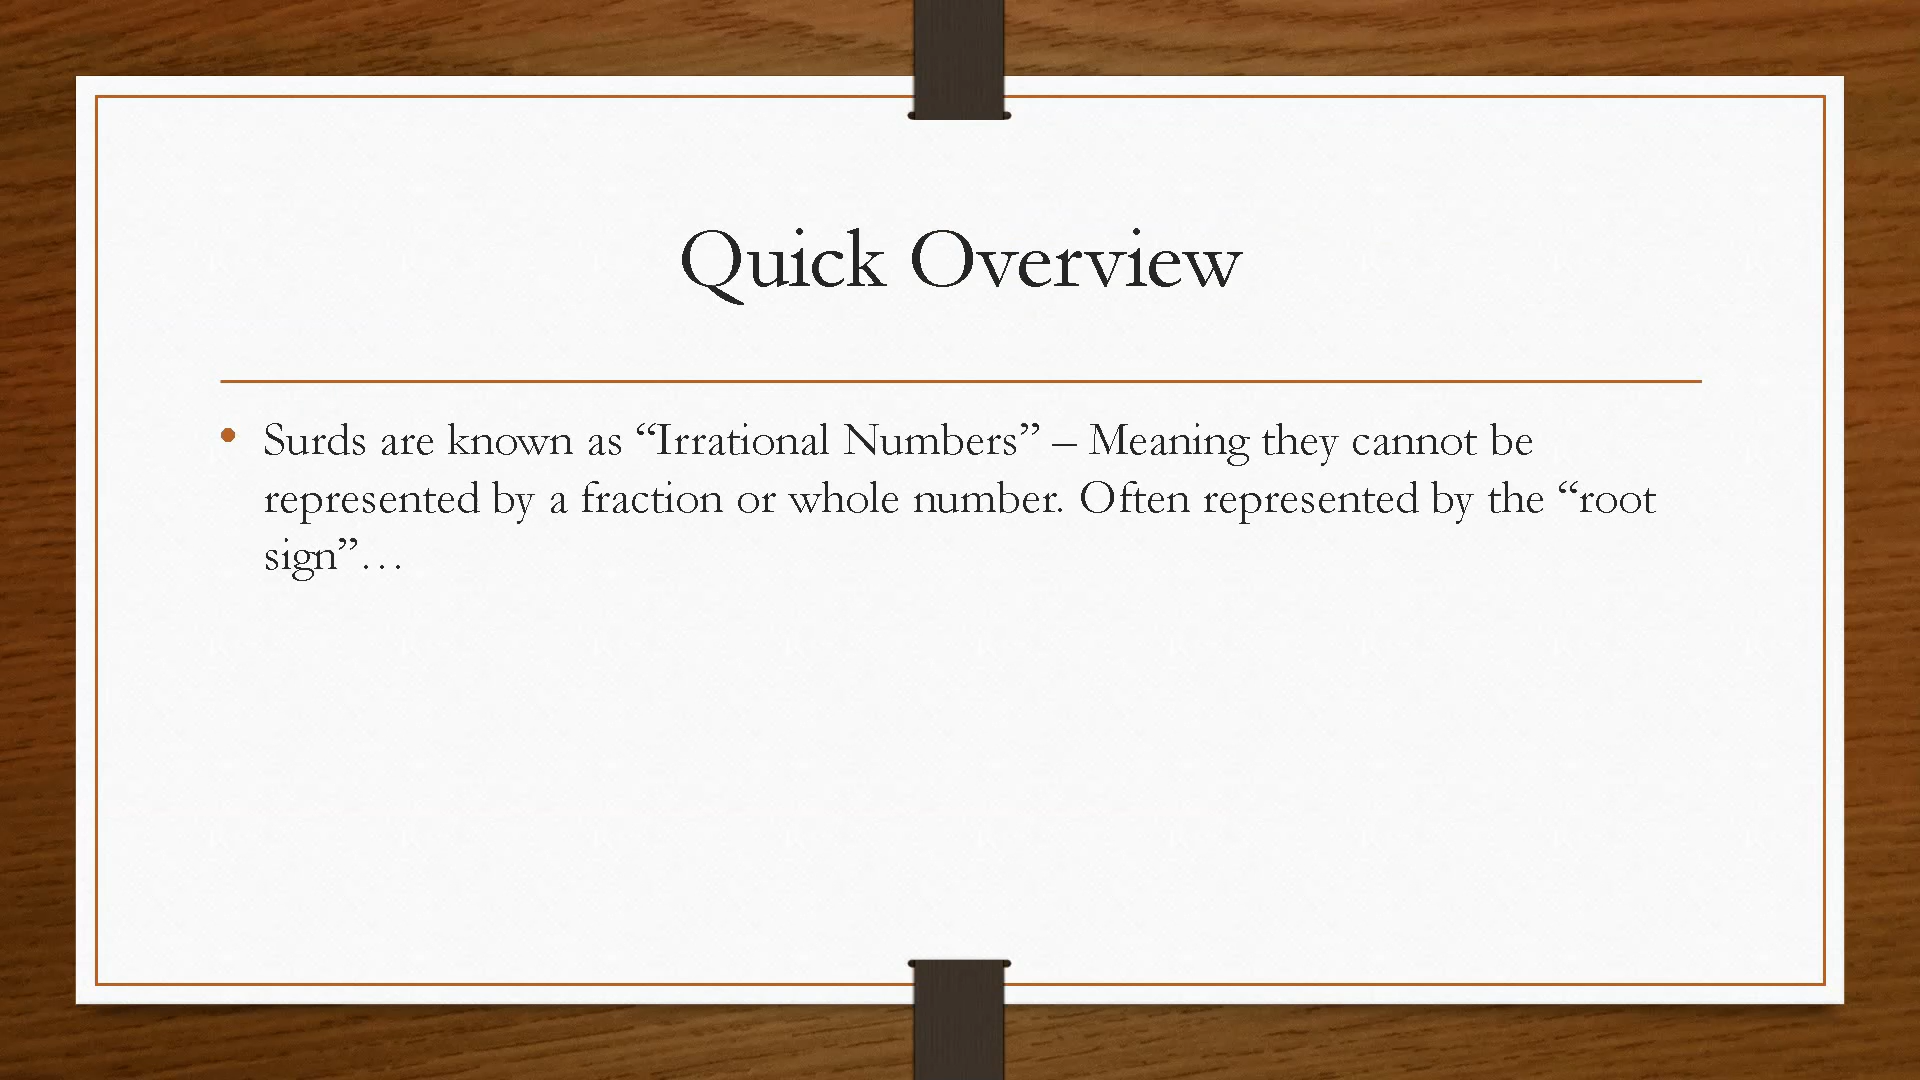 Quick Overview
• Surds are known as “Irrational Numbers” – Meaning they cannot be
represented by a fraction or whole number. Often represented by the “root
sign”…